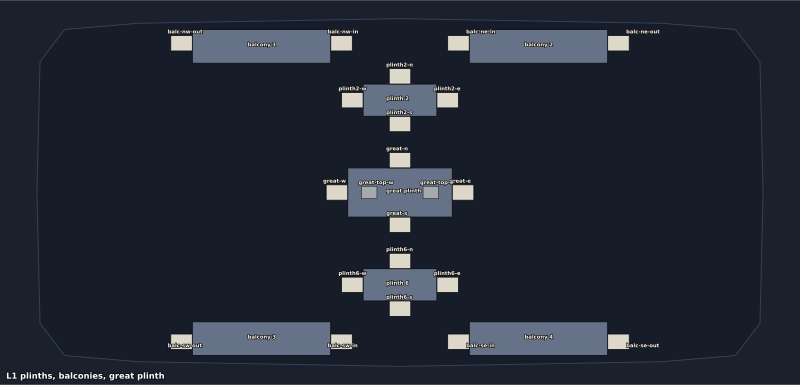 balc-nw-out
balc-nw-in
balc-ne-in
balc-ne-out
balcony 1
balcony 2
plinth2-n
plinth2-w
plinth2-e
plinth 2
plinth2-s
great-n
great-w
great-top-w
great-top-e
great-e
great plinth
great-s
plinth6-n
plinth6-w
plinth6-e
plinth 6
plinth6-s
balcony 3
balcony 4
balc-sw-out
balc-sw-in
balc-se-in
balc-se-out
L1 plinths, balconies, great plinth